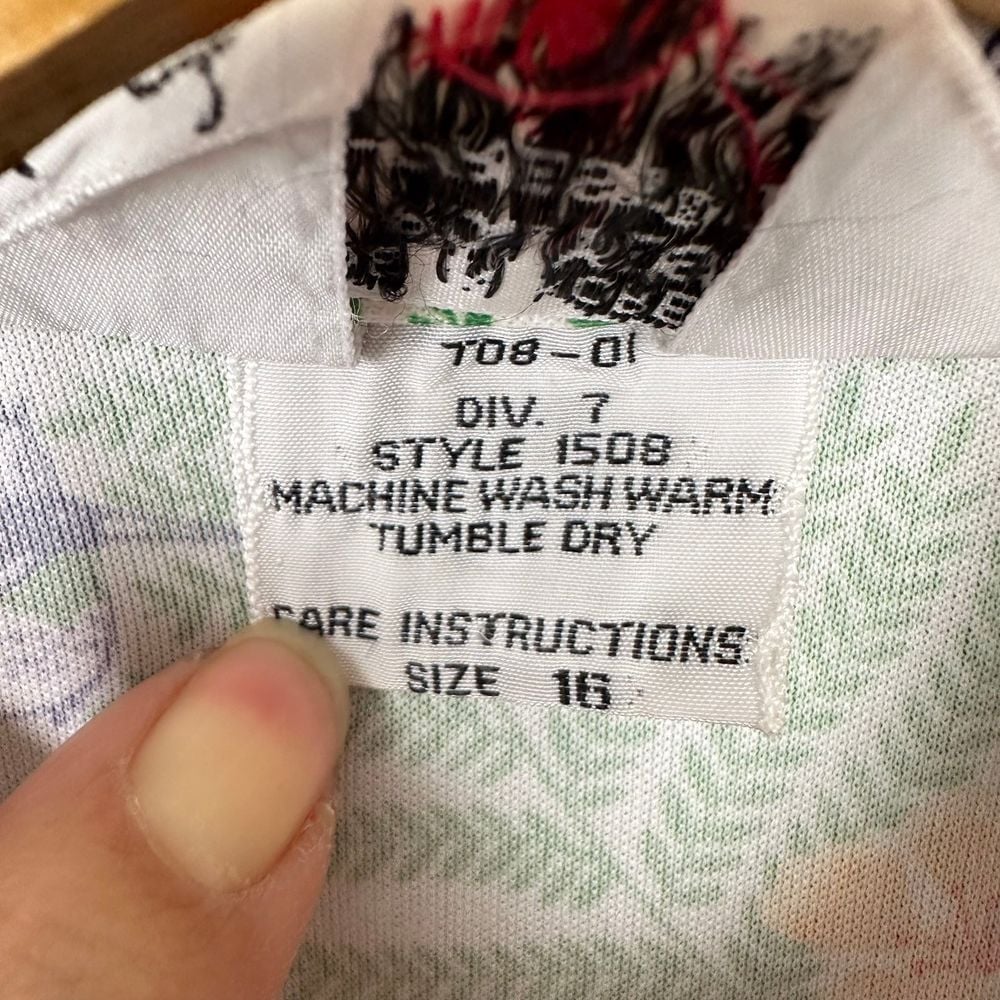 708-01
DIV. 7
STYLE 1508
MACHINE WASH WARM
TUMBLE DRY
CARE INSTRUCTIONS
SIZE 16